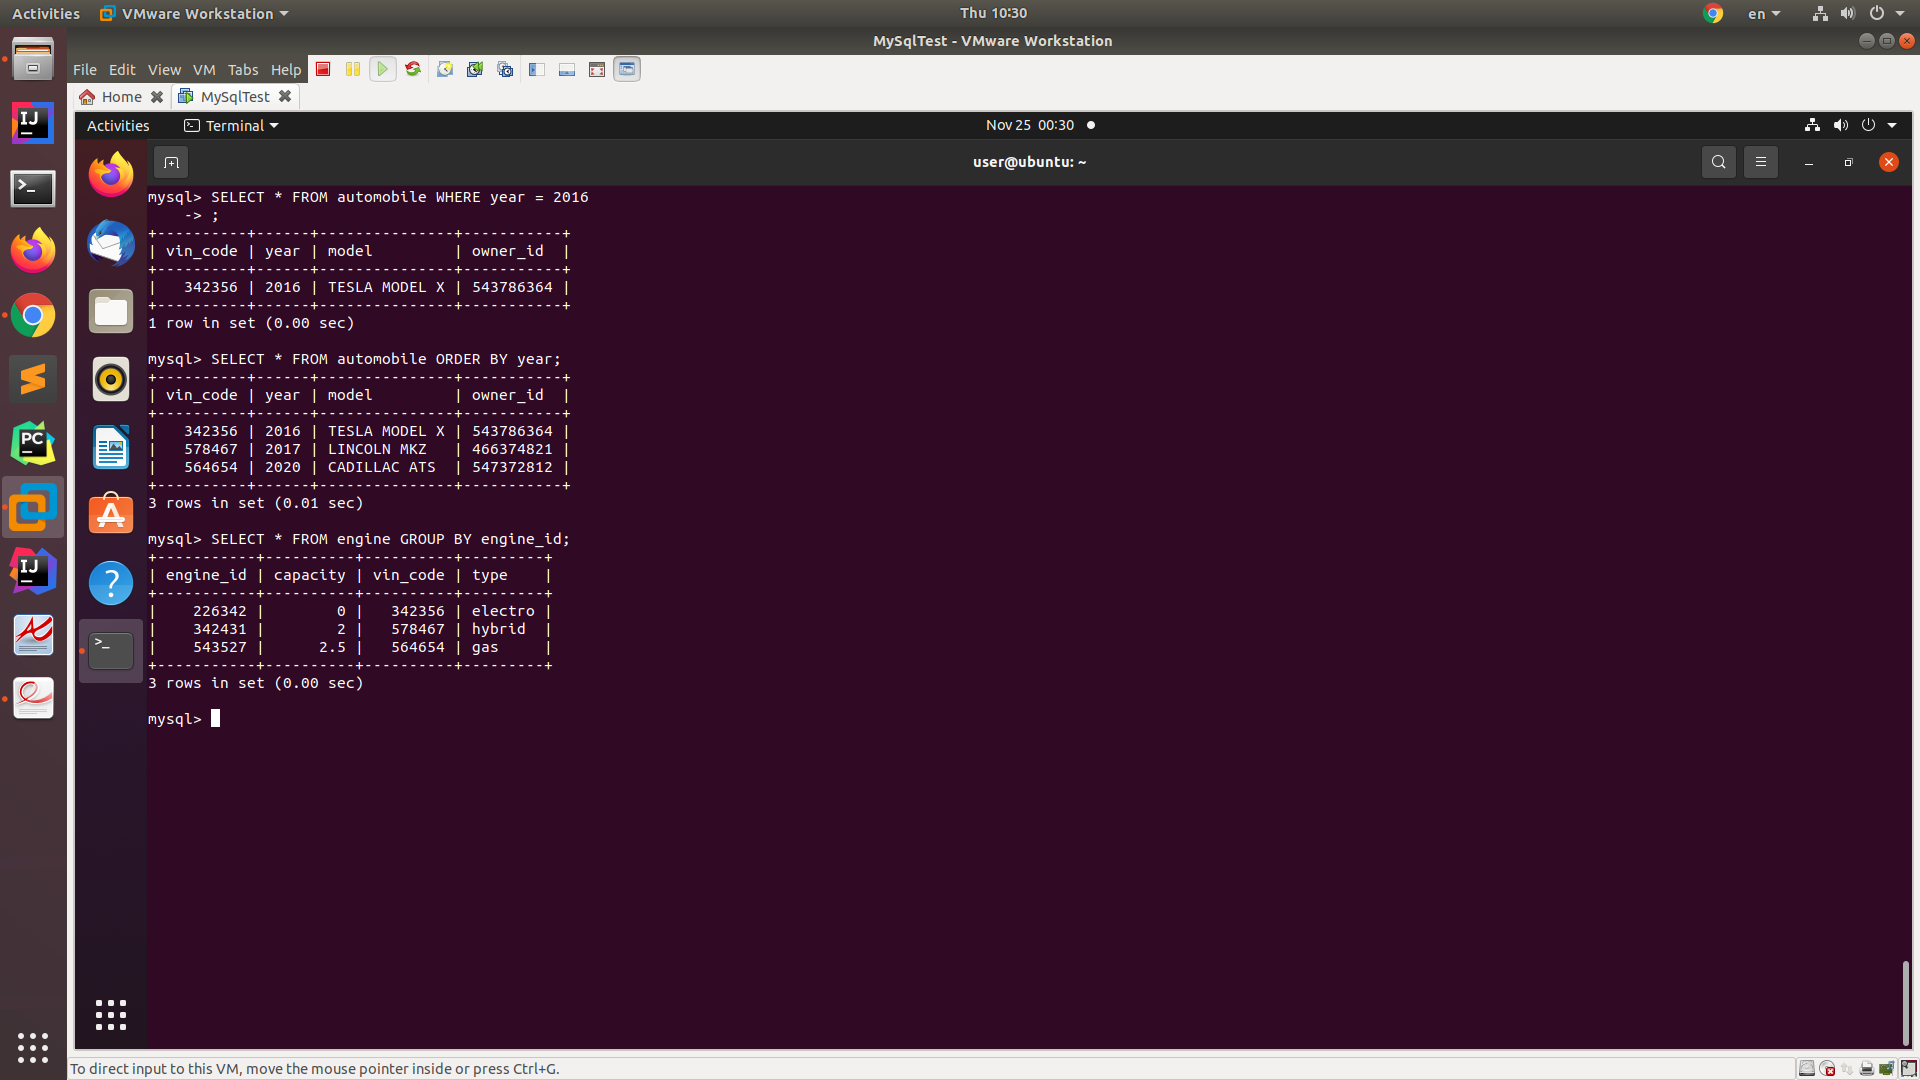 Activities VMware Workstation Thu 10:30 en
MySqlTest - VMware Workstation
File Edit View VM Tabs Help
Home MySqlTest
Activities Terminal Nov 25 00:30
user@ubuntu: ~
mysql> SELECT * FROM automobile WHERE year = 2016
    -> ;
+----------+------+---------------+-----------+
| vin_code | year | model         | owner_id  |
+----------+------+---------------+-----------+
|   342356 | 2016 | TESLA MODEL X | 543786364 |
+----------+------+---------------+-----------+
1 row in set (0.00 sec)

mysql> SELECT * FROM automobile ORDER BY year;
+----------+------+---------------+-----------+
| vin_code | year | model         | owner_id  |
+----------+------+---------------+-----------+
|   342356 | 2016 | TESLA MODEL X | 543786364 |
|   578467 | 2017 | LINCOLN MKZ   | 466374821 |
|   564654 | 2020 | CADILLAC ATS  | 547372812 |
+----------+------+---------------+-----------+
3 rows in set (0.01 sec)

mysql> SELECT * FROM engine GROUP BY engine_id;
+-----------+----------+----------+---------+
| engine_id | capacity | vin_code | type    |
+-----------+----------+----------+---------+
|    226342 |        0 |   342356 | electro |
|    342431 |        2 |   578467 | hybrid  |
|    543527 |      2.5 |   564654 | gas     |
+-----------+----------+----------+---------+
3 rows in set (0.00 sec)

mysql>
IJ
PC
IJ
To direct input to this VM, move the mouse pointer inside or press Ctrl+G.